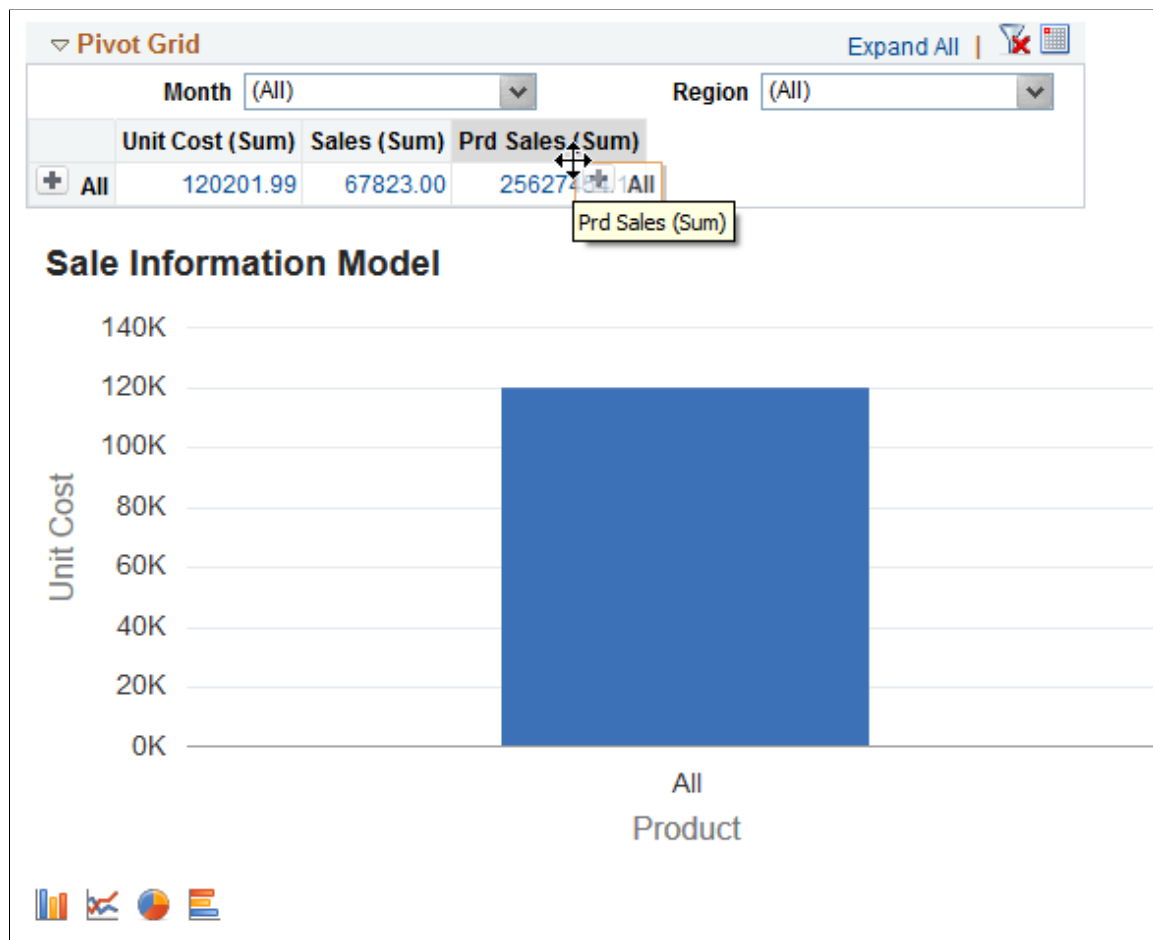 Pivot Grid Expand All |
Month (All) Region (All)
Unit Cost (Sum) Sales (Sum) Prd Sales (Sum)
All 120201.99 67823.00 All
Prd Sales (Sum)
Sale Information Model
140K
120K
100K
80K
60K
40K
20K
0K
Unit Cost
All
Product